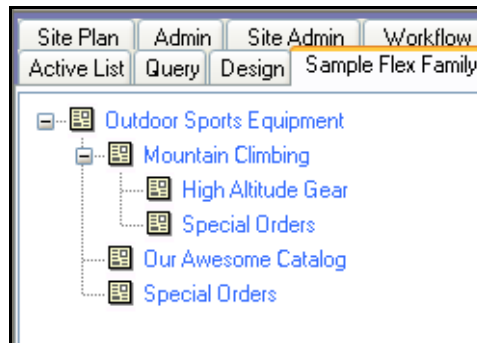 Site Plan Admin Site Admin Workflow
Active List Query Design Sample Flex Family
Outdoor Sports Equipment
Mountain Climbing
High Altitude Gear
Special Orders
Our Awesome Catalog
Special Orders